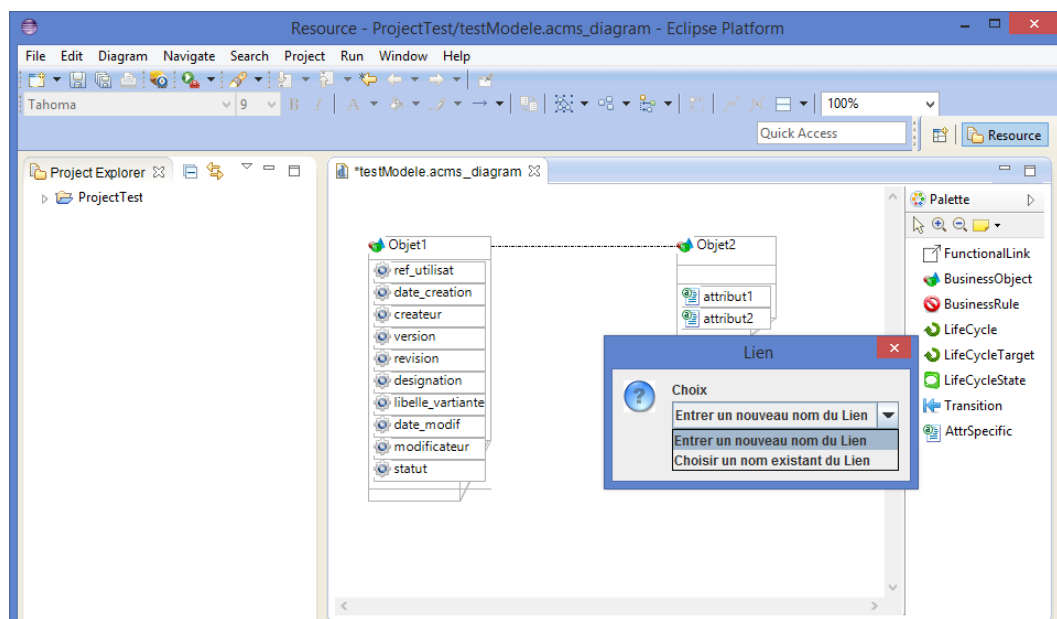 Resource - ProjectTest/testModele.acms_diagram - Eclipse Platform
File Edit Diagram Navigate Search Project Run Window Help
Tahoma 9 B I A 100%
Quick Access Resource
Project Explorer
ProjectTest
*testModele.acms_diagram
Objet1
ref_utilisat
date_creation
createur
version
revision
designation
libelle_vartiante
date_modif
modificateur
statut
Objet2
attribut1
attribut2
Lien
Choix
Entrer un nouveau nom du Lien
Entrer un nouveau nom du Lien
Choisir un nom existant du Lien
Palette
FunctionalLink
BusinessObject
BusinessRule
LifeCycle
LifeCycleTarget
LifeCycleState
Transition
AttrSpecific